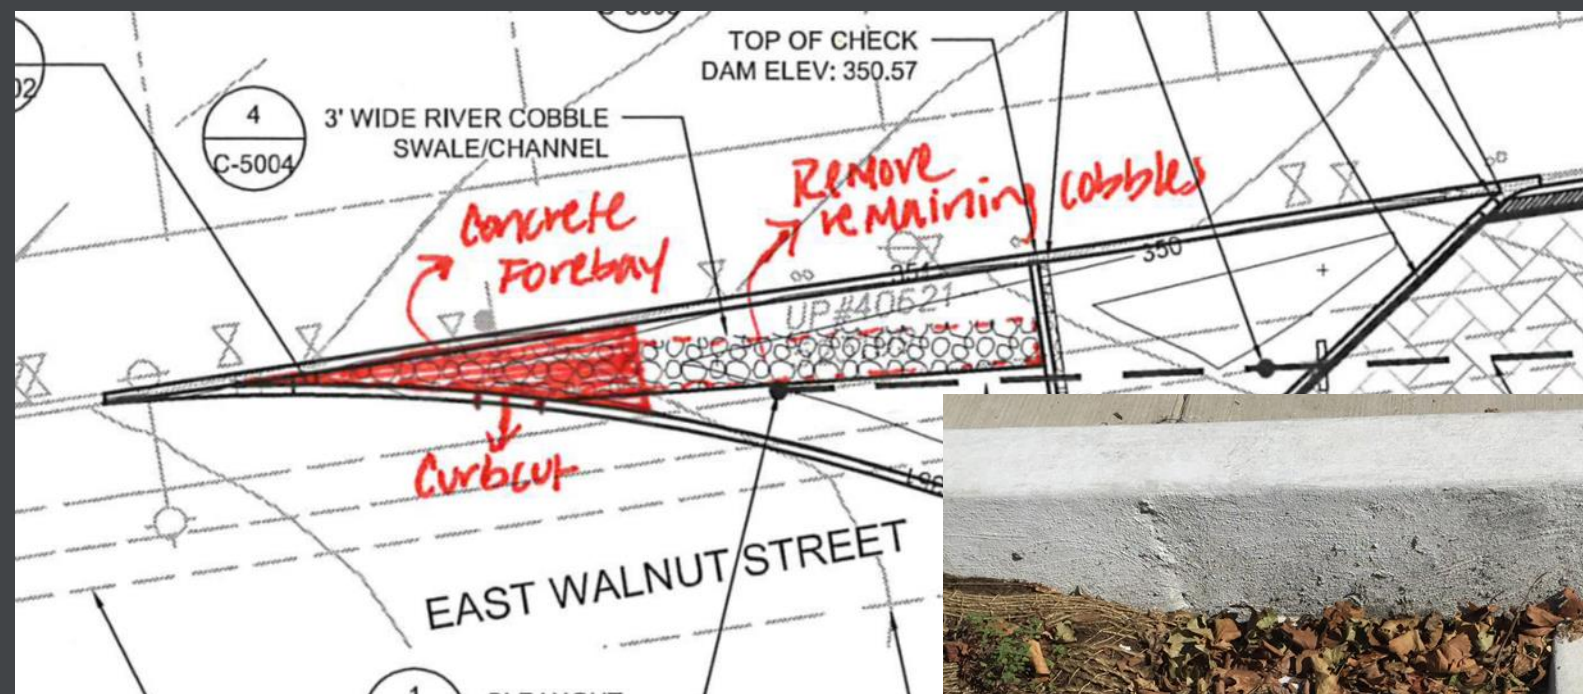 02
TOP OF CHECK
DAM ELEV: 350.57
4
C-5004
3' WIDE RIVER COBBLE
SWALE/CHANNEL
Remove
remaining cobbles
Concrete
Forebay
351
350
UP#40621
Curbcut
EAST WALNUT STREET
1